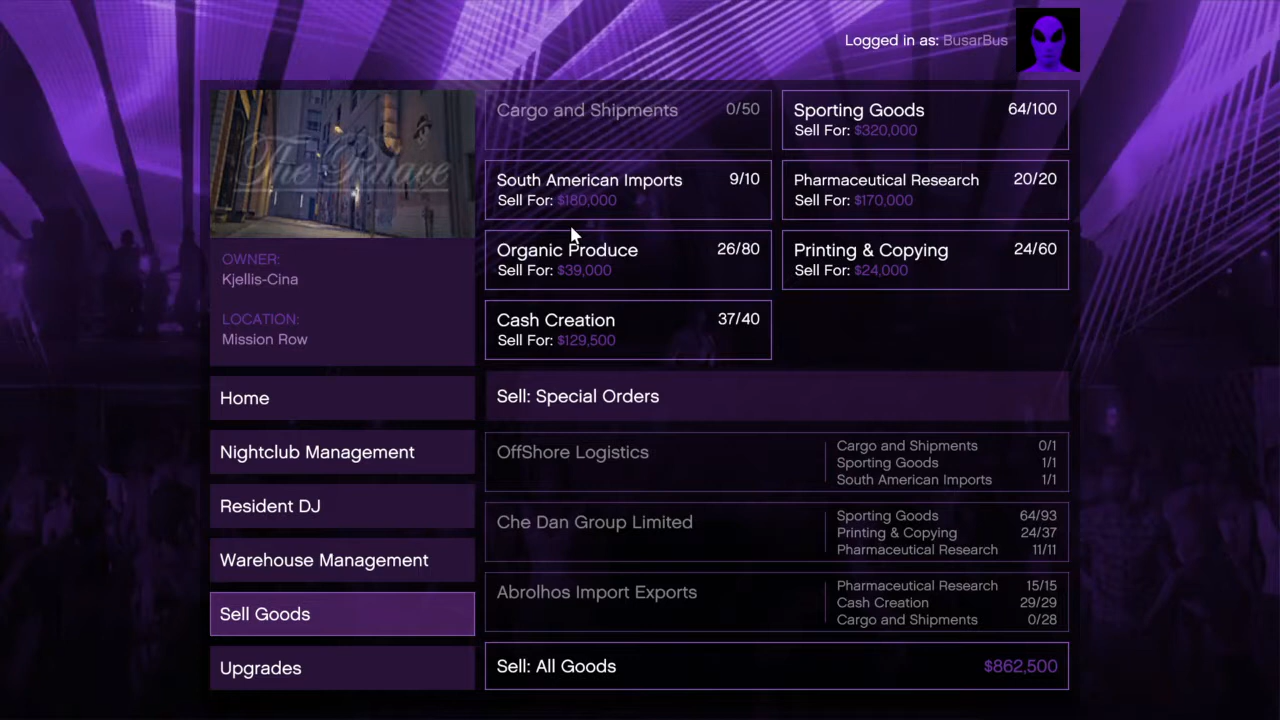 Logged in as: BusarBus
The Palace
OWNER:
Kjellis-Cina
LOCATION:
Mission Row
Home
Nightclub Management
Resident DJ
Warehouse Management
Sell Goods
Upgrades
Cargo and Shipments 0/50
Sporting Goods 64/100
Sell For: $320,000
South American Imports 9/10
Sell For: $180,000
Pharmaceutical Research 20/20
Sell For: $170,000
Organic Produce 26/80
Sell For: $39,000
Printing & Copying 24/60
Sell For: $24,000
Cash Creation 37/40
Sell For: $129,500
Sell: Special Orders
OffShore Logistics
Cargo and Shipments 0/1
Sporting Goods 1/1
South American Imports 1/1
Che Dan Group Limited
Sporting Goods 64/93
Printing & Copying 24/37
Pharmaceutical Research 11/11
Abrolhos Import Exports
Pharmaceutical Research 15/15
Cash Creation 29/29
Cargo and Shipments 0/28
Sell: All Goods $862,500